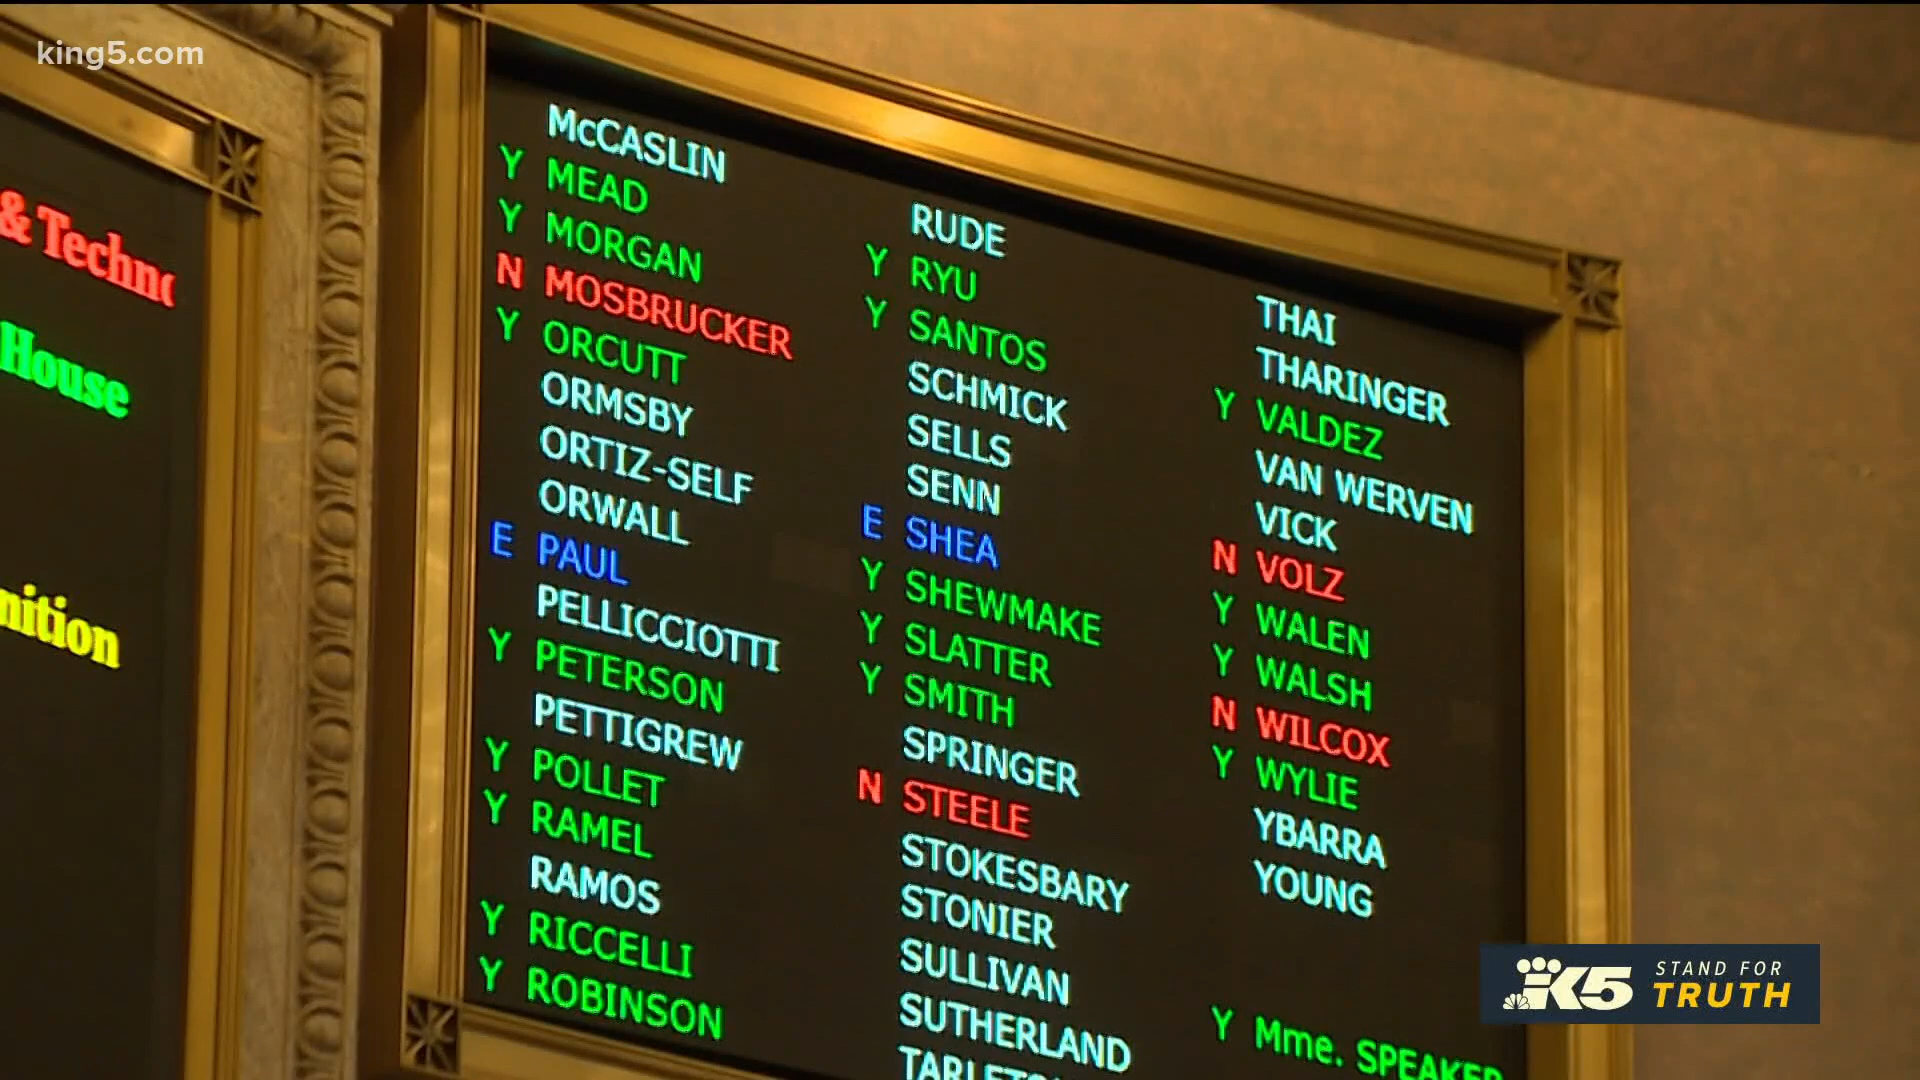 king5.com
& Techno
House
nition
McCASLIN
Y MEAD
Y MORGAN
N MOSBRUCKER
Y ORCUTT
ORMSBY
ORTIZ-SELF
ORWALL
E PAUL
PELLICCIOTTI
Y PETERSON
PETTIGREW
Y POLLET
Y RAMEL
RAMOS
Y RICCELLI
Y ROBINSON
RUDE
Y RYU
Y SANTOS
SCHMICK
SELLS
SENN
E SHEA
Y SHEWMAKE
Y SLATTER
Y SMITH
SPRINGER
N STEELE
STOKESBARY
STONIER
SULLIVAN
SUTHERLAND
THAI
THARINGER
Y VALDEZ
VAN WERVEN
VICK
N VOLZ
Y WALEN
Y WALSH
N WILCOX
Y WYLIE
YBARRA
YOUNG
Y Mme. SPEAKER
K5 STAND FOR
TRUTH